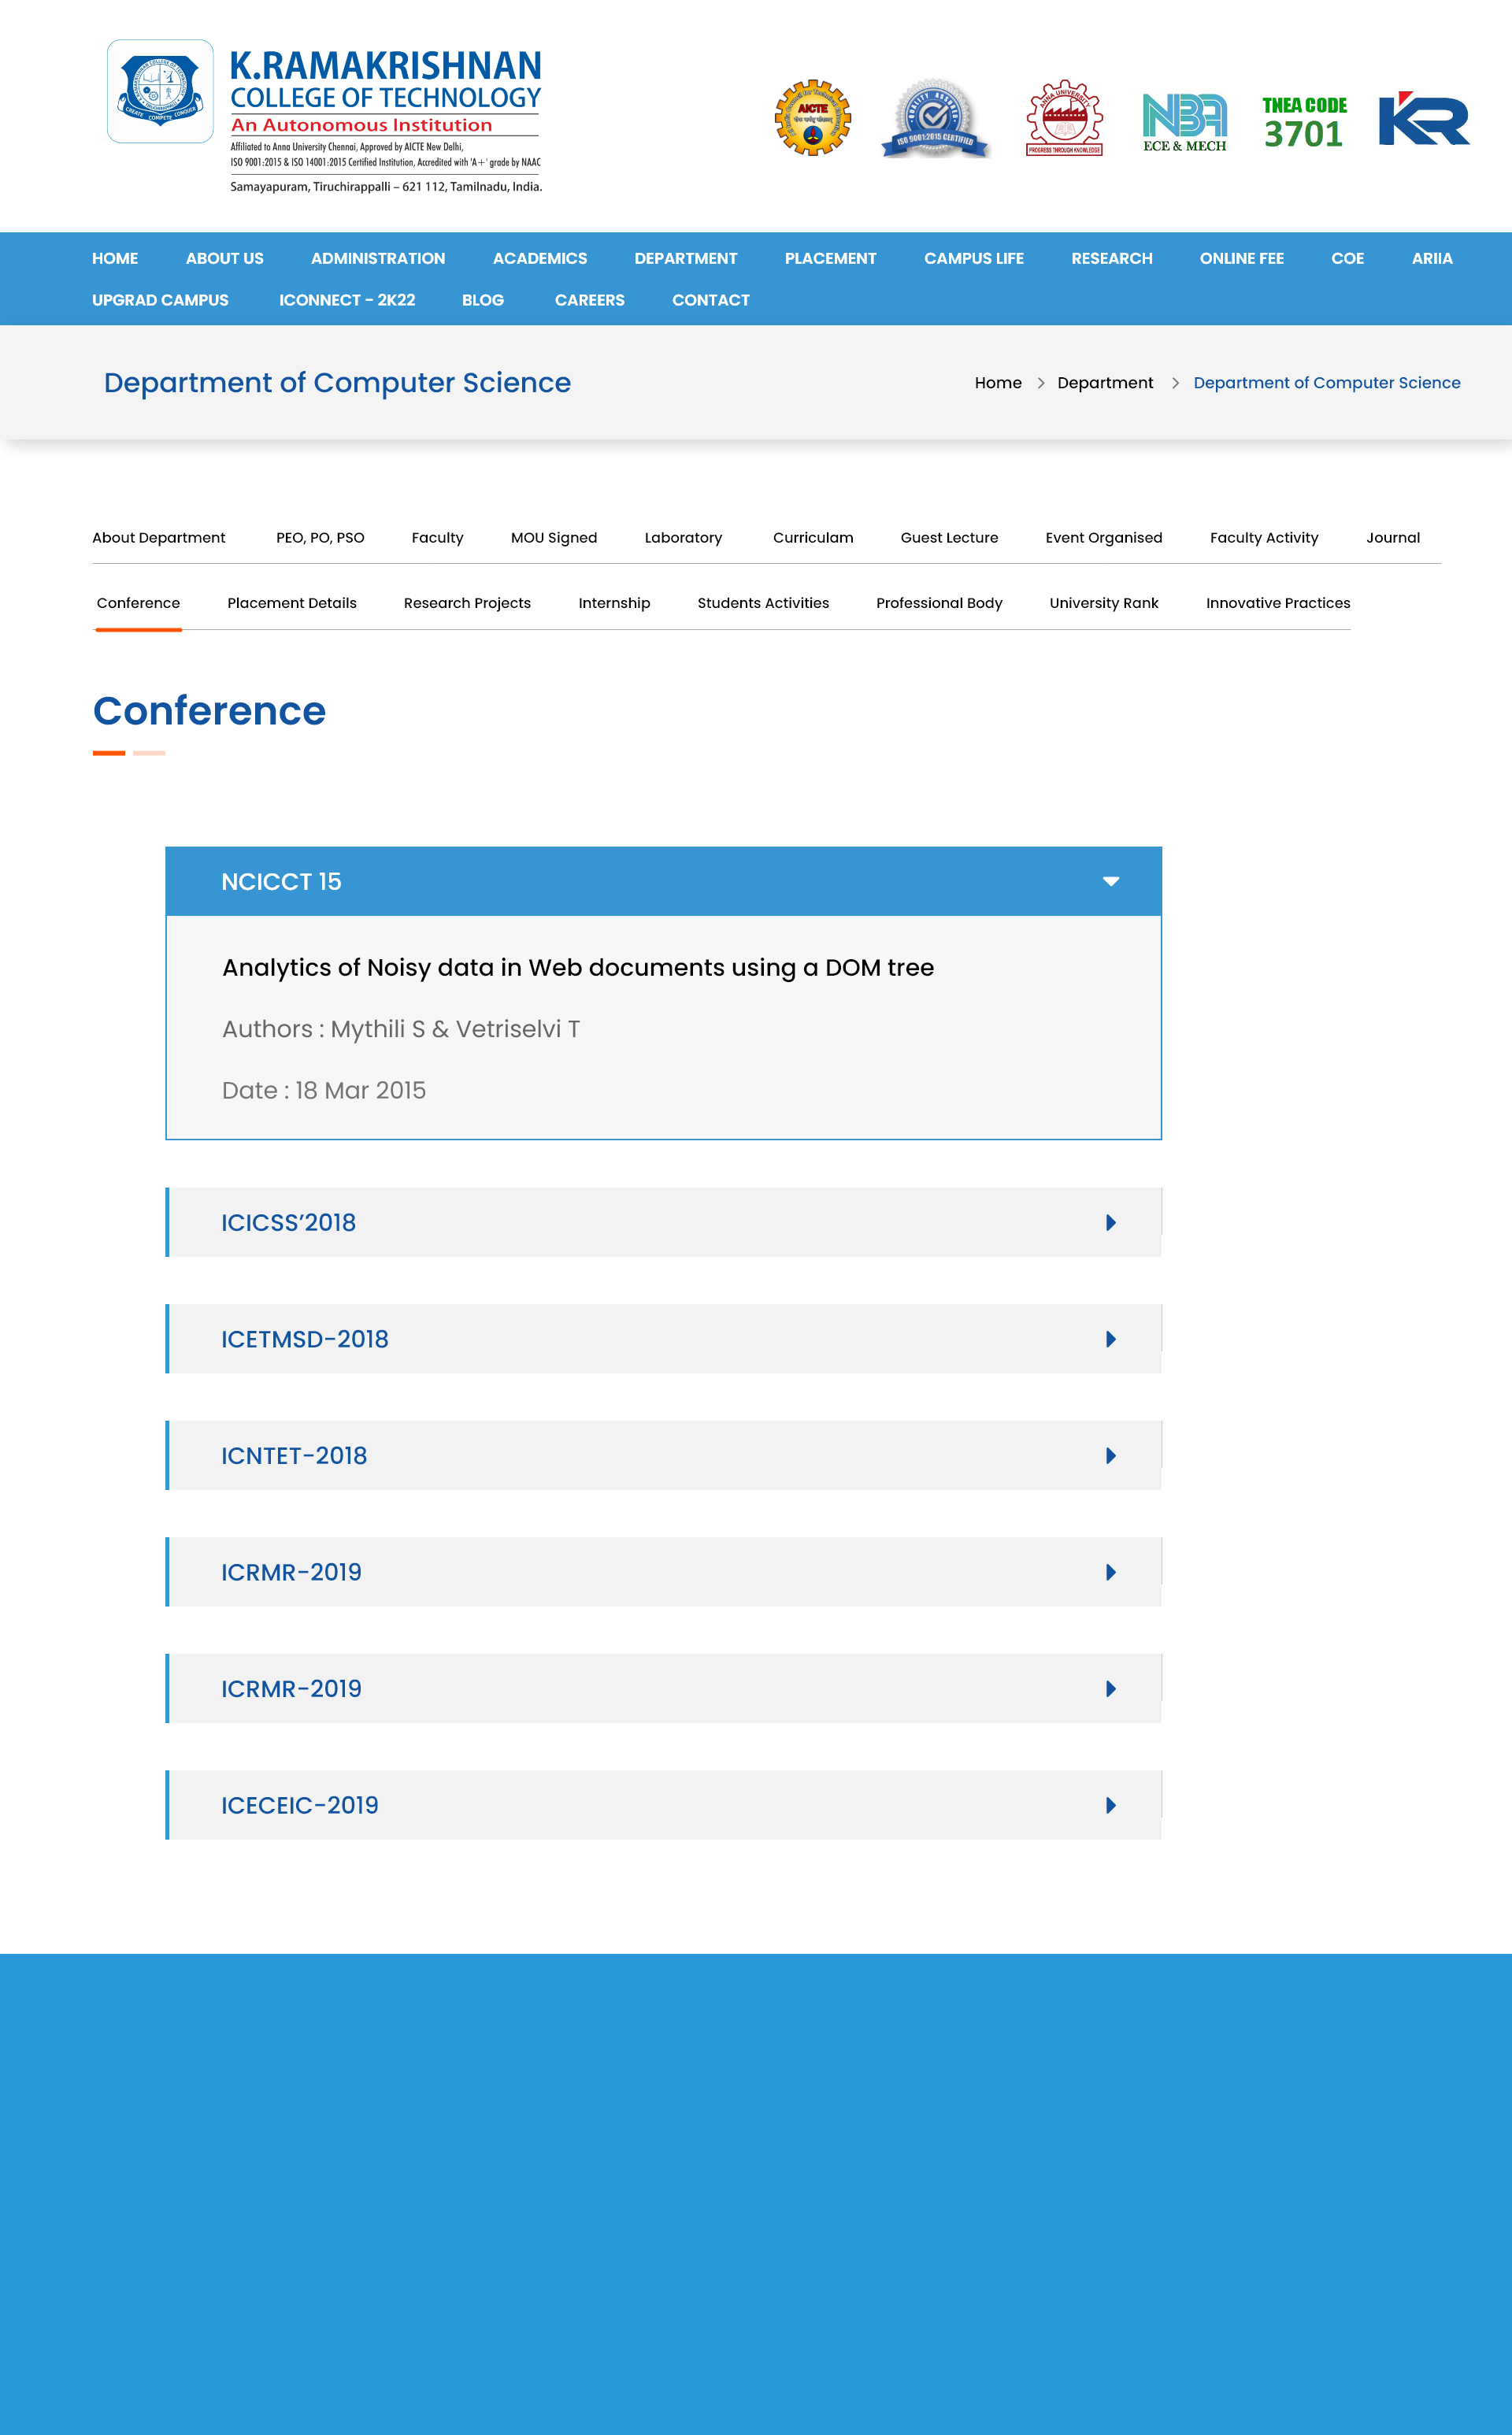 K.RAMAKRISHNAN
COLLEGE OF TECHNOLOGY
An Autonomous Institution
Affiliated to Anna University Chennai, Approved by AICTE New Delhi,
ISO 9001:2015 & ISO 14001:2015 Certified Institution, Accredited with 'A+' grade by NAAC
Samayapuram, Tiruchirappalli – 621 112, Tamilnadu, India.
CREATE COMPETE CONQUER
AICTE
QUALITY ASSURED
ISO 9001:2015 CERTIFIED
ANNA UNIVERSITY
PROGRESS THROUGH KNOWLEDGE
NBA
ECE & MECH
TNEA CODE
3701
KR
HOME ABOUT US ADMINISTRATION ACADEMICS DEPARTMENT PLACEMENT CAMPUS LIFE RESEARCH ONLINE FEE COE ARIIA
UPGRAD CAMPUS ICONNECT - 2K22 BLOG CAREERS CONTACT
Department of Computer Science
Home > Department > Department of Computer Science
About Department PEO, PO, PSO Faculty MOU Signed Laboratory Curriculam Guest Lecture Event Organised Faculty Activity Journal
Conference Placement Details Research Projects Internship Students Activities Professional Body University Rank Innovative Practices
Conference
NCICCT 15
Analytics of Noisy data in Web documents using a DOM tree
Authors : Mythili S & Vetriselvi T
Date : 18 Mar 2015
ICICSS’2018
ICETMSD-2018
ICNTET-2018
ICRMR-2019
ICRMR-2019
ICECEIC-2019